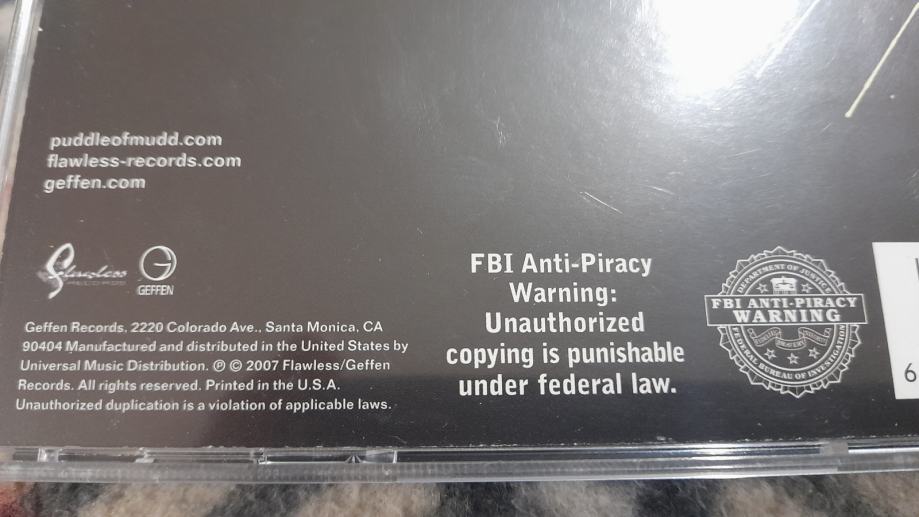 puddleofmudd.com
flawless-records.com
geffen.com
Flawless
RECORDS
GEFFEN
Geffen Records, 2220 Colorado Ave., Santa Monica, CA
90404 Manufactured and distributed in the United States by
Universal Music Distribution. ℗ © 2007 Flawless/Geffen
Records. All rights reserved. Printed in the U.S.A.
Unauthorized duplication is a violation of applicable laws.
FBI Anti-Piracy
Warning:
Unauthorized
copying is punishable
under federal law.
DEPARTMENT OF JUSTICE
FBI ANTI-PIRACY
WARNING
FEDERAL BUREAU OF INVESTIGATION
6